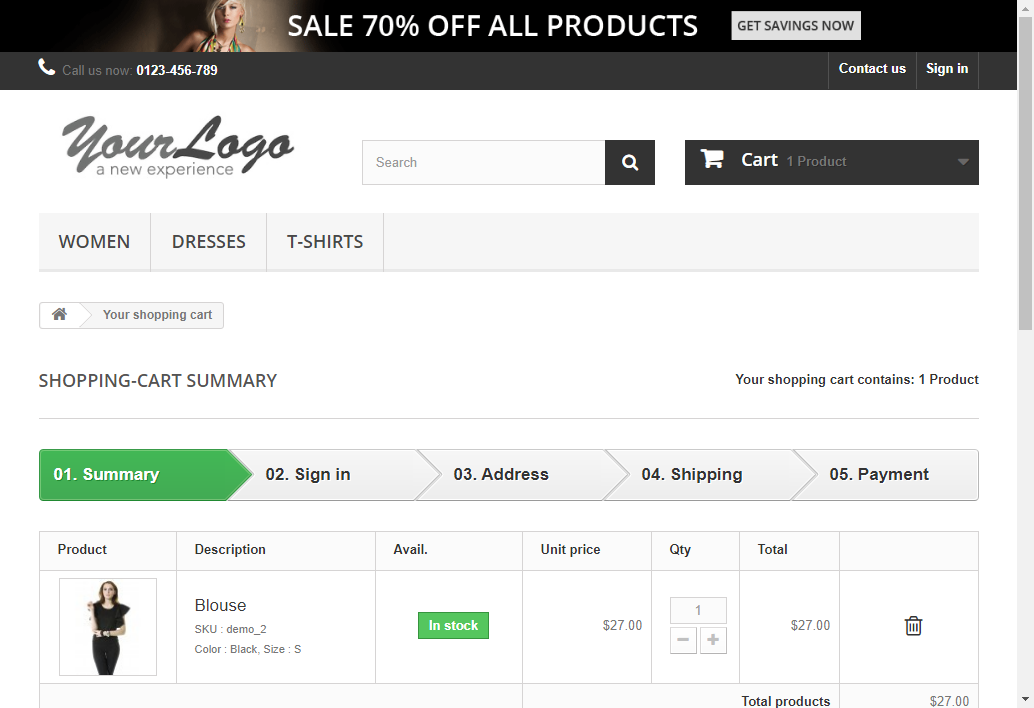 SALE 70% OFF ALL PRODUCTS GET SAVINGS NOW
Call us now: 0123-456-789 Contact us Sign in
YourLogo
a new experience
Search Cart 1 Product
WOMEN DRESSES T-SHIRTS
Your shopping cart
SHOPPING-CART SUMMARY Your shopping cart contains: 1 Product
01. Summary 02. Sign in 03. Address 04. Shipping 05. Payment
Product Description Avail. Unit price Qty Total
Blouse
SKU : demo_2
Color : Black, Size : S
In stock $27.00 1 $27.00
Total products $27.00